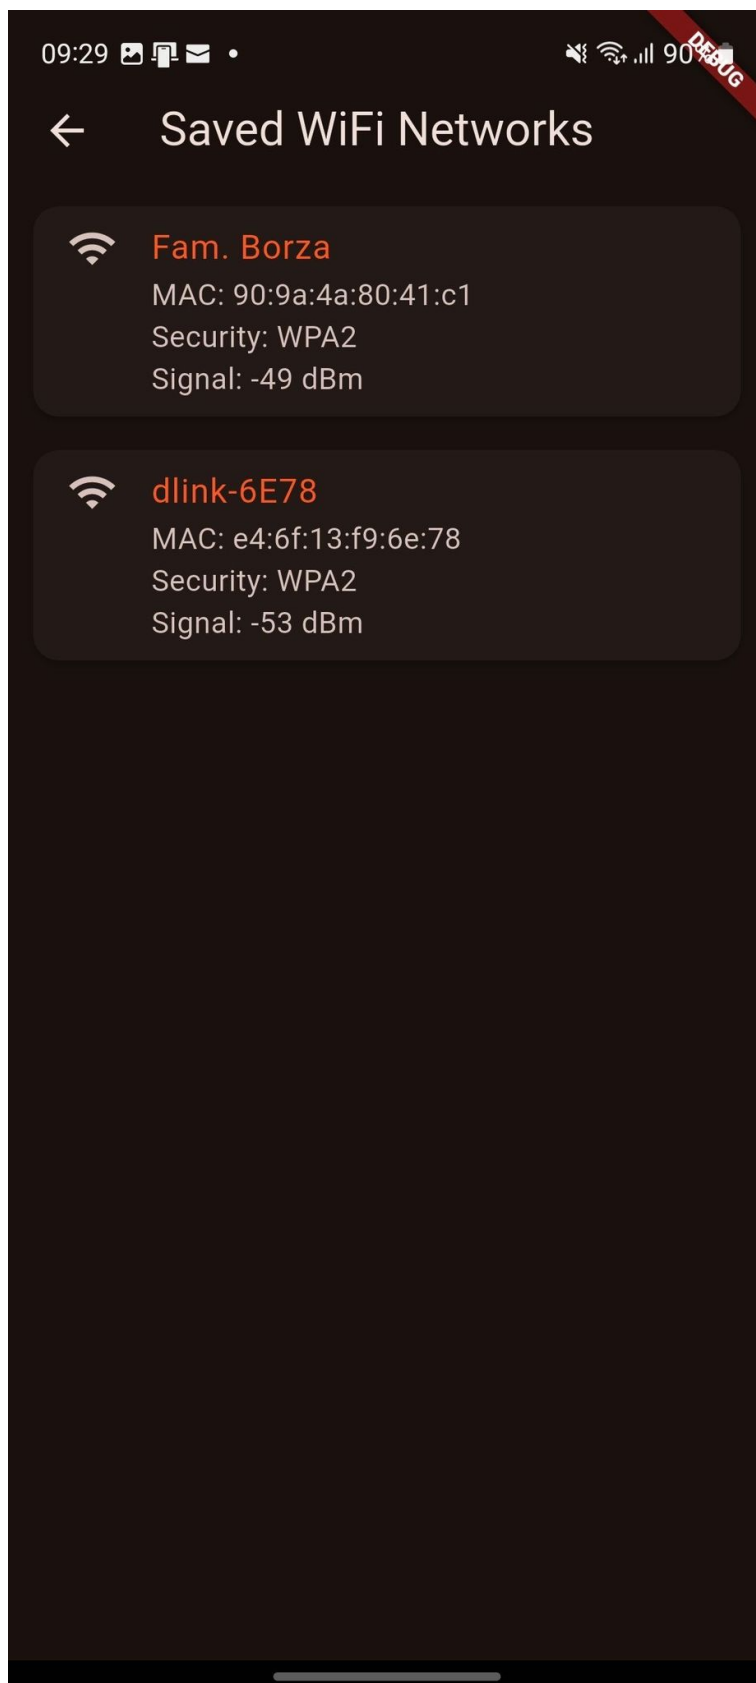 09:29
90%
DEBUG
Saved WiFi Networks
Fam. Borza
MAC: 90:9a:4a:80:41:c1
Security: WPA2
Signal: -49 dBm
dlink-6E78
MAC: e4:6f:13:f9:6e:78
Security: WPA2
Signal: -53 dBm